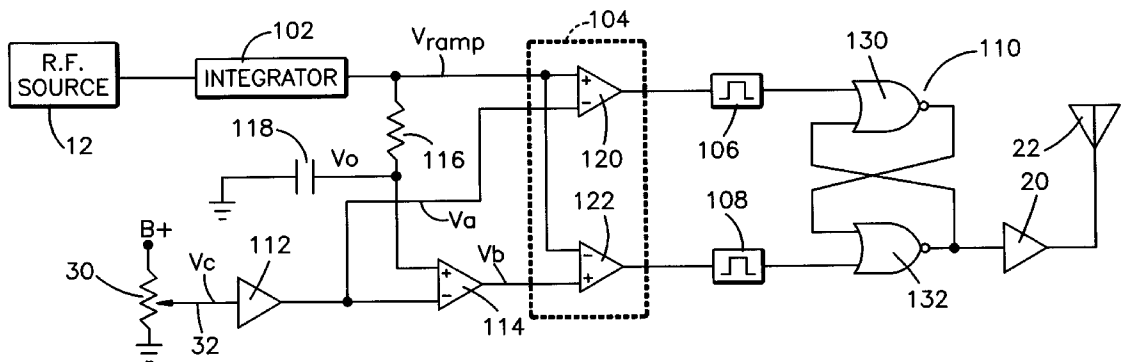 104
130
110
102
Vramp
R.F.
SOURCE
INTEGRATOR
+
−
12
118
116
120
106
22
Vo
Va
122
108
20
B+
112
−
+
30
Vc
Vb
+
−
32
114
132